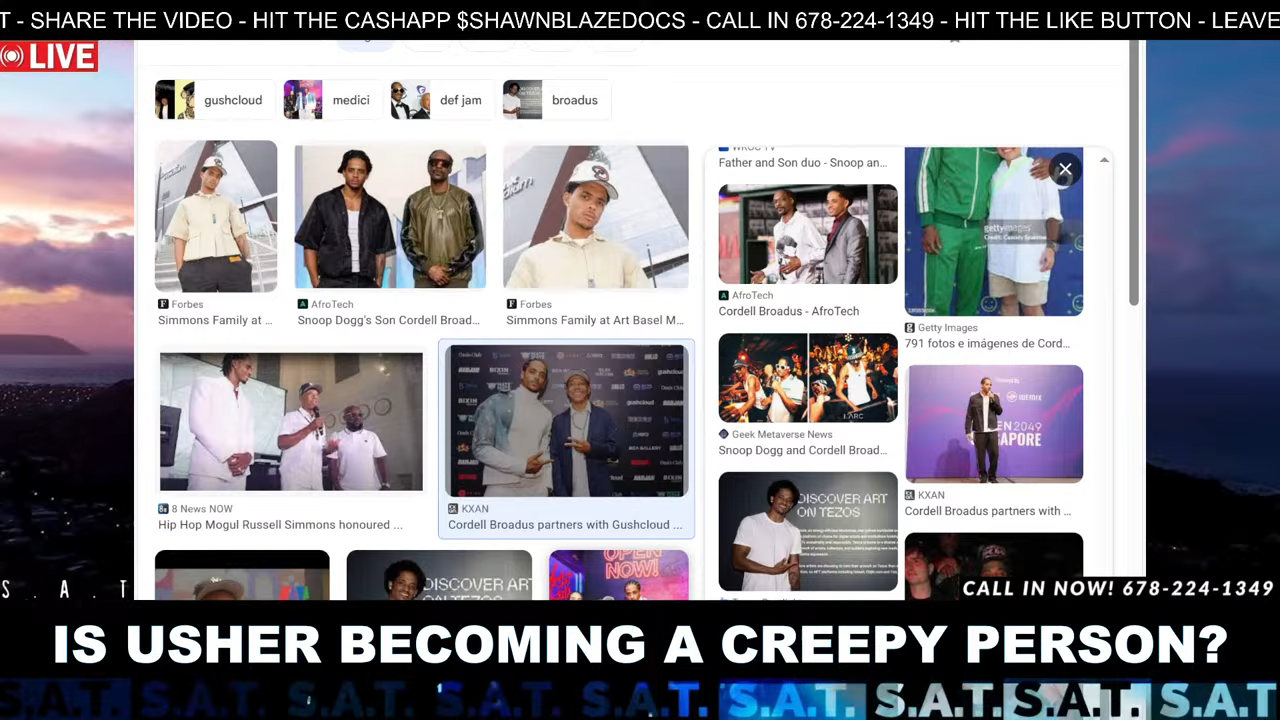 T - SHARE THE VIDEO - HIT THE CASHAPP $SHAWNBLAZEDOCS - CALL IN 678-224-1349 - HIT THE LIKE BUTTON - LEAVE
LIVE
gushcloud
medici
def jam
broadus
Forbes
Simmons Family at ...
AfroTech
Snoop Dogg's Son Cordell Broad...
Forbes
Simmons Family at Art Basel M...
8 News NOW
Hip Hop Mogul Russell Simmons honoured ...
KXAN
Cordell Broadus partners with Gushcloud ...
DISCOVER ART
ON TEZOS
OPEN
NOW!
Father and Son duo - Snoop an...
AfroTech
Cordell Broadus - AfroTech
Geek Metaverse News
Snoop Dogg and Cordell Broad...
DISCOVER ART
ON TEZOS
gettyimages
Getty Images
791 fotos e imágenes de Cord...
EN2049
APORE
KXAN
Cordell Broadus partners with ...
S. A. T
CALL IN NOW! 678-224-1349
IS USHER BECOMING A CREEPY PERSON?
S.A.T. S.A.T. S.A.T. S.A.T. S.A.T. S.A.T. S.A.T. S.A.T. S.A.T